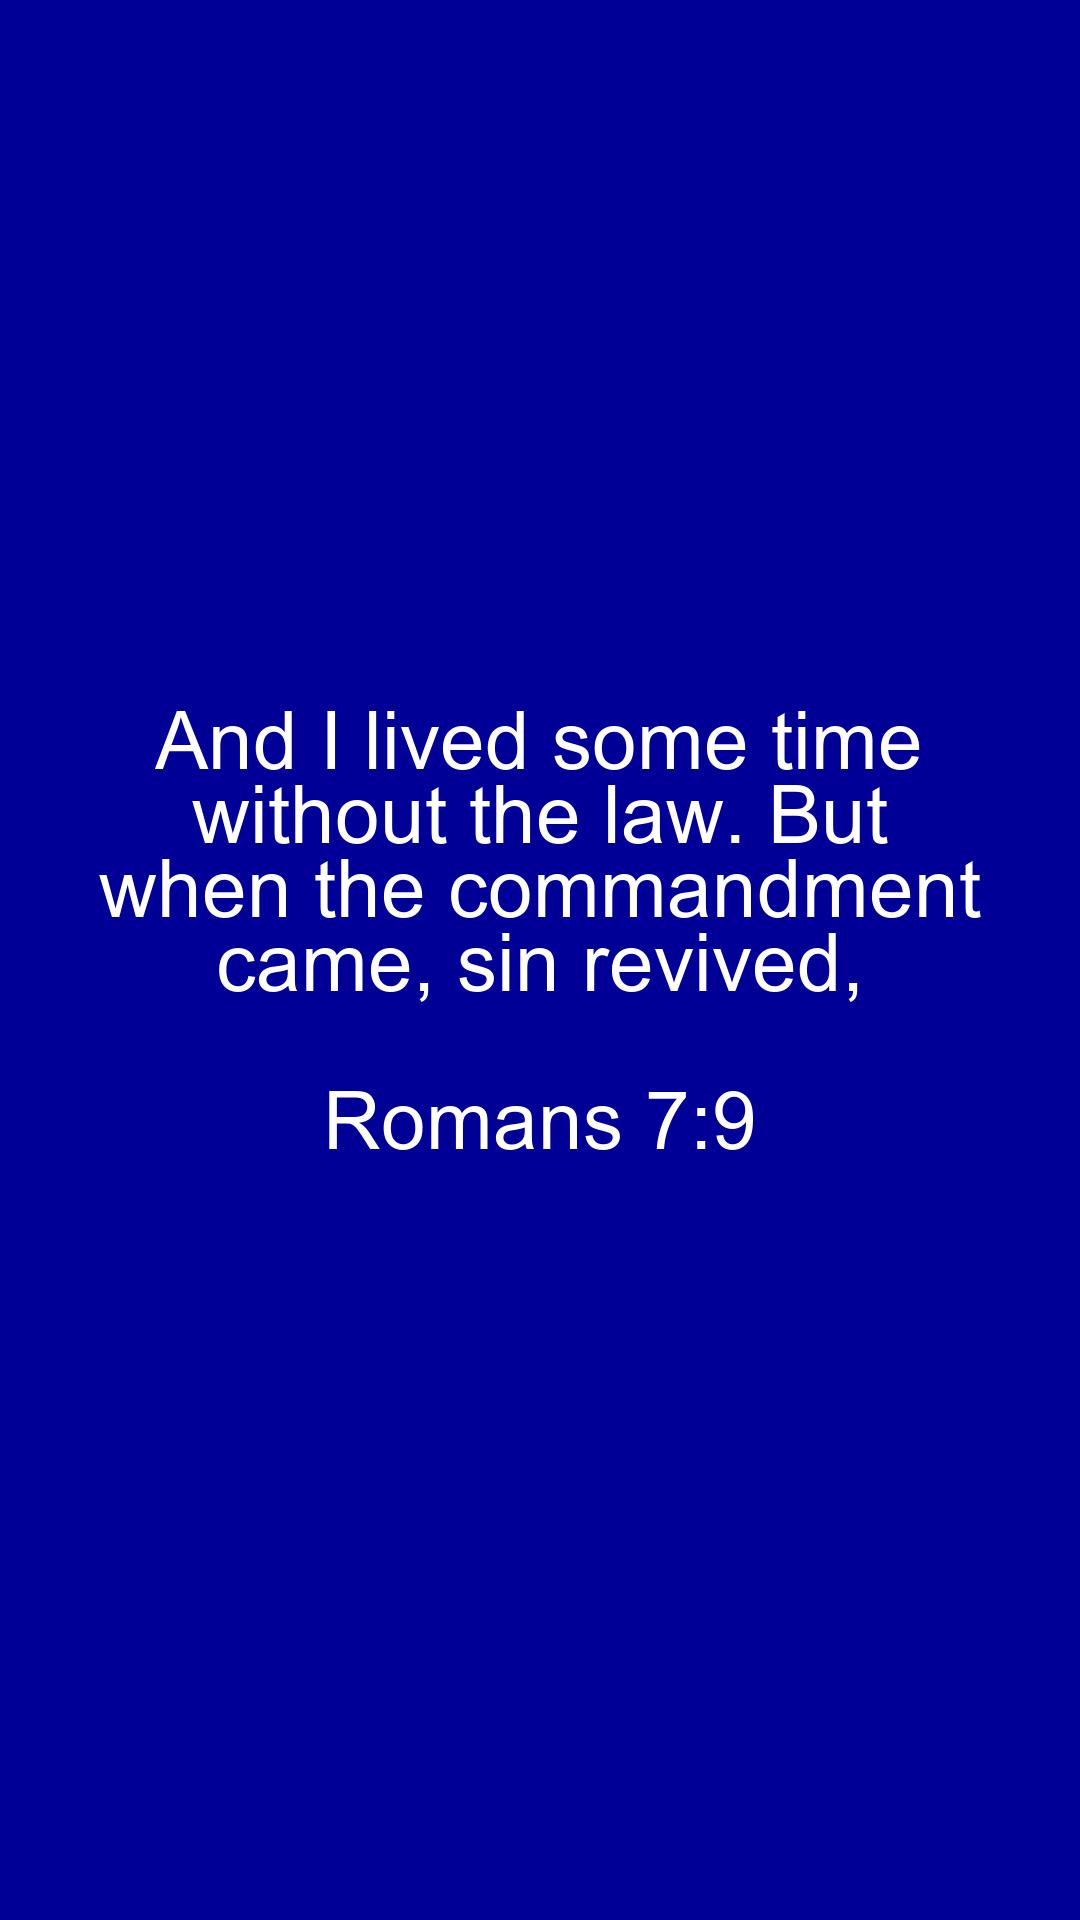 And I lived some time
without the law. But
when the commandment
came, sin revived,
Romans 7:9